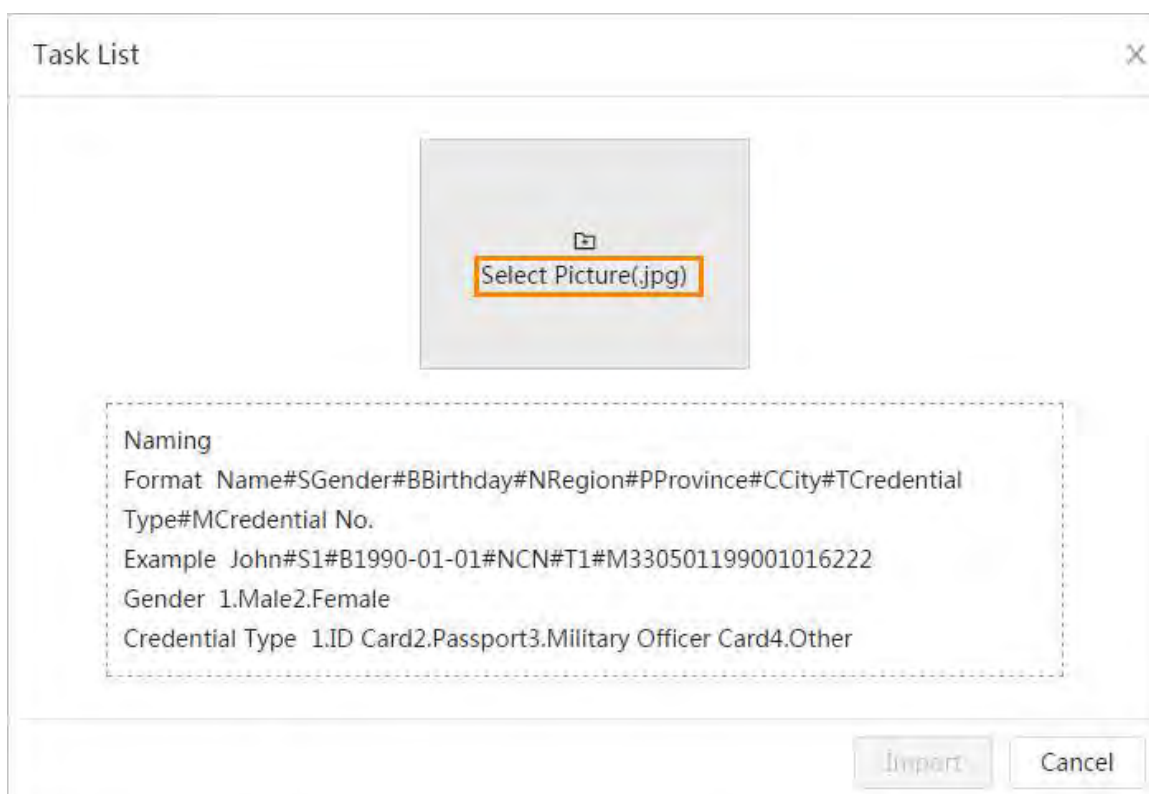 Task List
Select Picture(.jpg)
Naming
Format Name#SGender#BBirthday#NRegion#PProvince#CCity#TCredential
Type#MCredential No.
Example John#S1#B1990-01-01#NCN#T1#M330501199001016222
Gender 1.Male2.Female
Credential Type 1.ID Card2.Passport3.Military Officer Card4.Other
Import Cancel